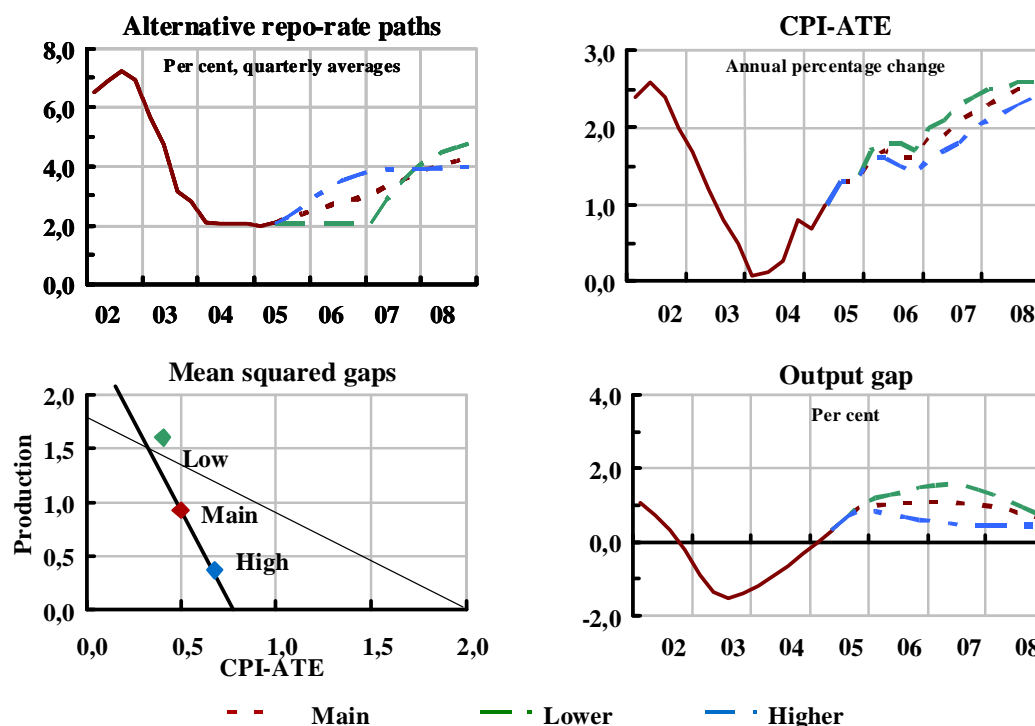 Alternative repo-rate paths
Per cent, quarterly averages
8,0
6,0
4,0
2,0
0,0
02 03 04 05 06 07 08
CPI-ATE
Annual percentage change
3,0
2,0
1,0
0,0
02 03 04 05 06 07 08
Mean squared gaps
Production
2,0
1,5
1,0
0,5
0,0
Low
Main
High
0,0 0,5 1,0 1,5 2,0
CPI-ATE
Output gap
Per cent
4,0
2,0
0,0
-2,0
02 03 04 05 06 07 08
Main Lower Higher